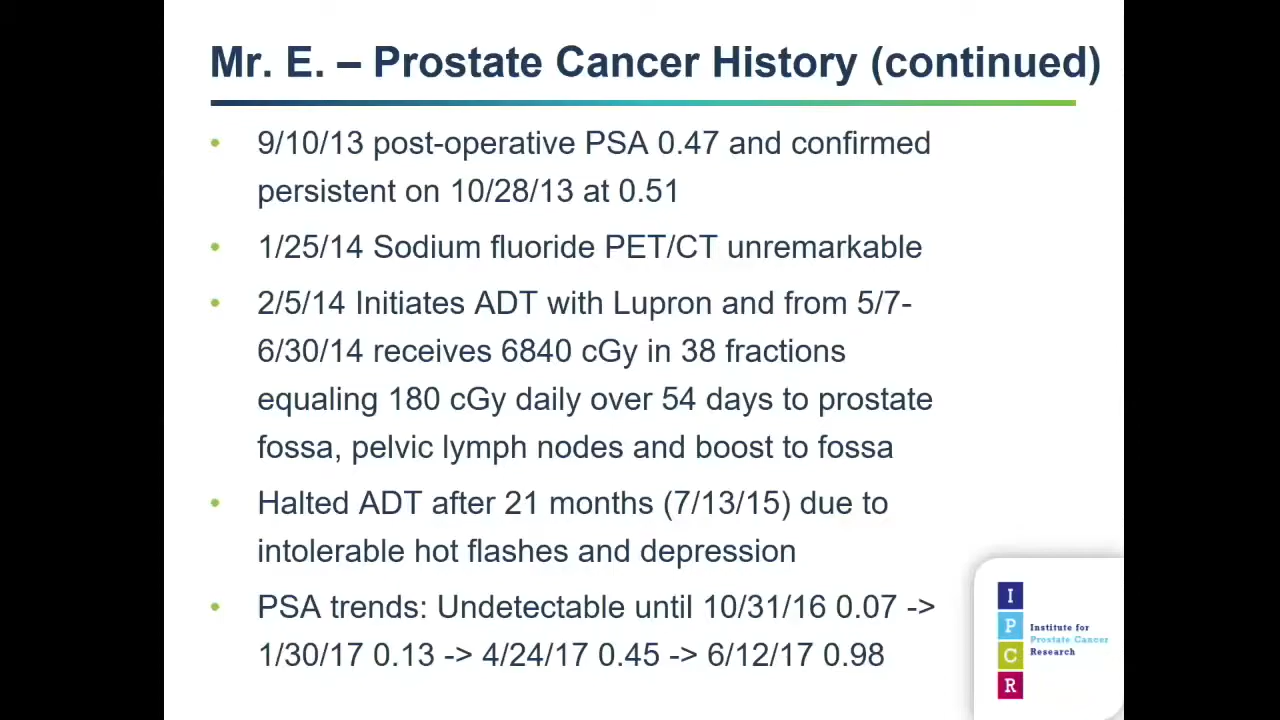 Mr. E. – Prostate Cancer History (continued)
• 9/10/13 post-operative PSA 0.47 and confirmed
persistent on 10/28/13 at 0.51
• 1/25/14 Sodium fluoride PET/CT unremarkable
• 2/5/14 Initiates ADT with Lupron and from 5/7-
6/30/14 receives 6840 cGy in 38 fractions
equaling 180 cGy daily over 54 days to prostate
fossa, pelvic lymph nodes and boost to fossa
• Halted ADT after 21 months (7/13/15) due to
intolerable hot flashes and depression
• PSA trends: Undetectable until 10/31/16 0.07 ->
1/30/17 0.13 -> 4/24/17 0.45 -> 6/12/17 0.98
I
P
C
R
Institute for
Prostate Cancer
Research